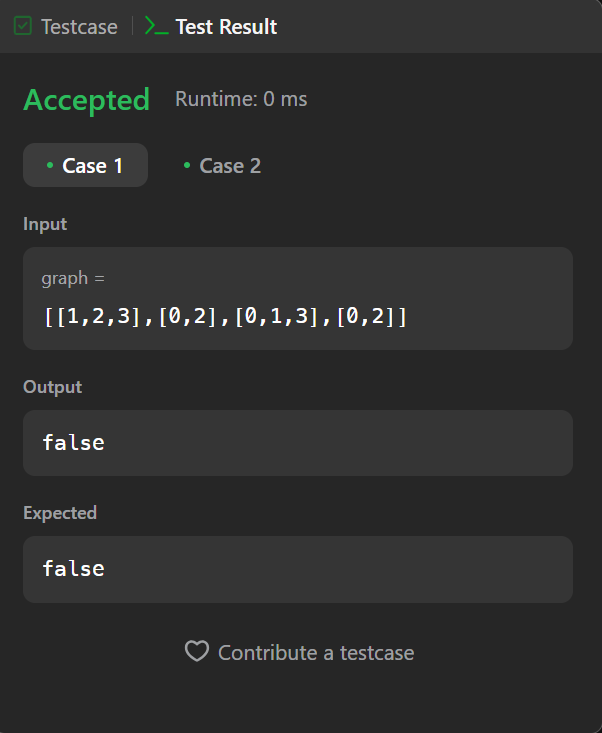 Testcase
Test Result
Accepted
Runtime: 0 ms
Case 1
Case 2
Input
graph =
[[1,2,3],[0,2],[0,1,3],[0,2]]
Output
false
Expected
false
Contribute a testcase